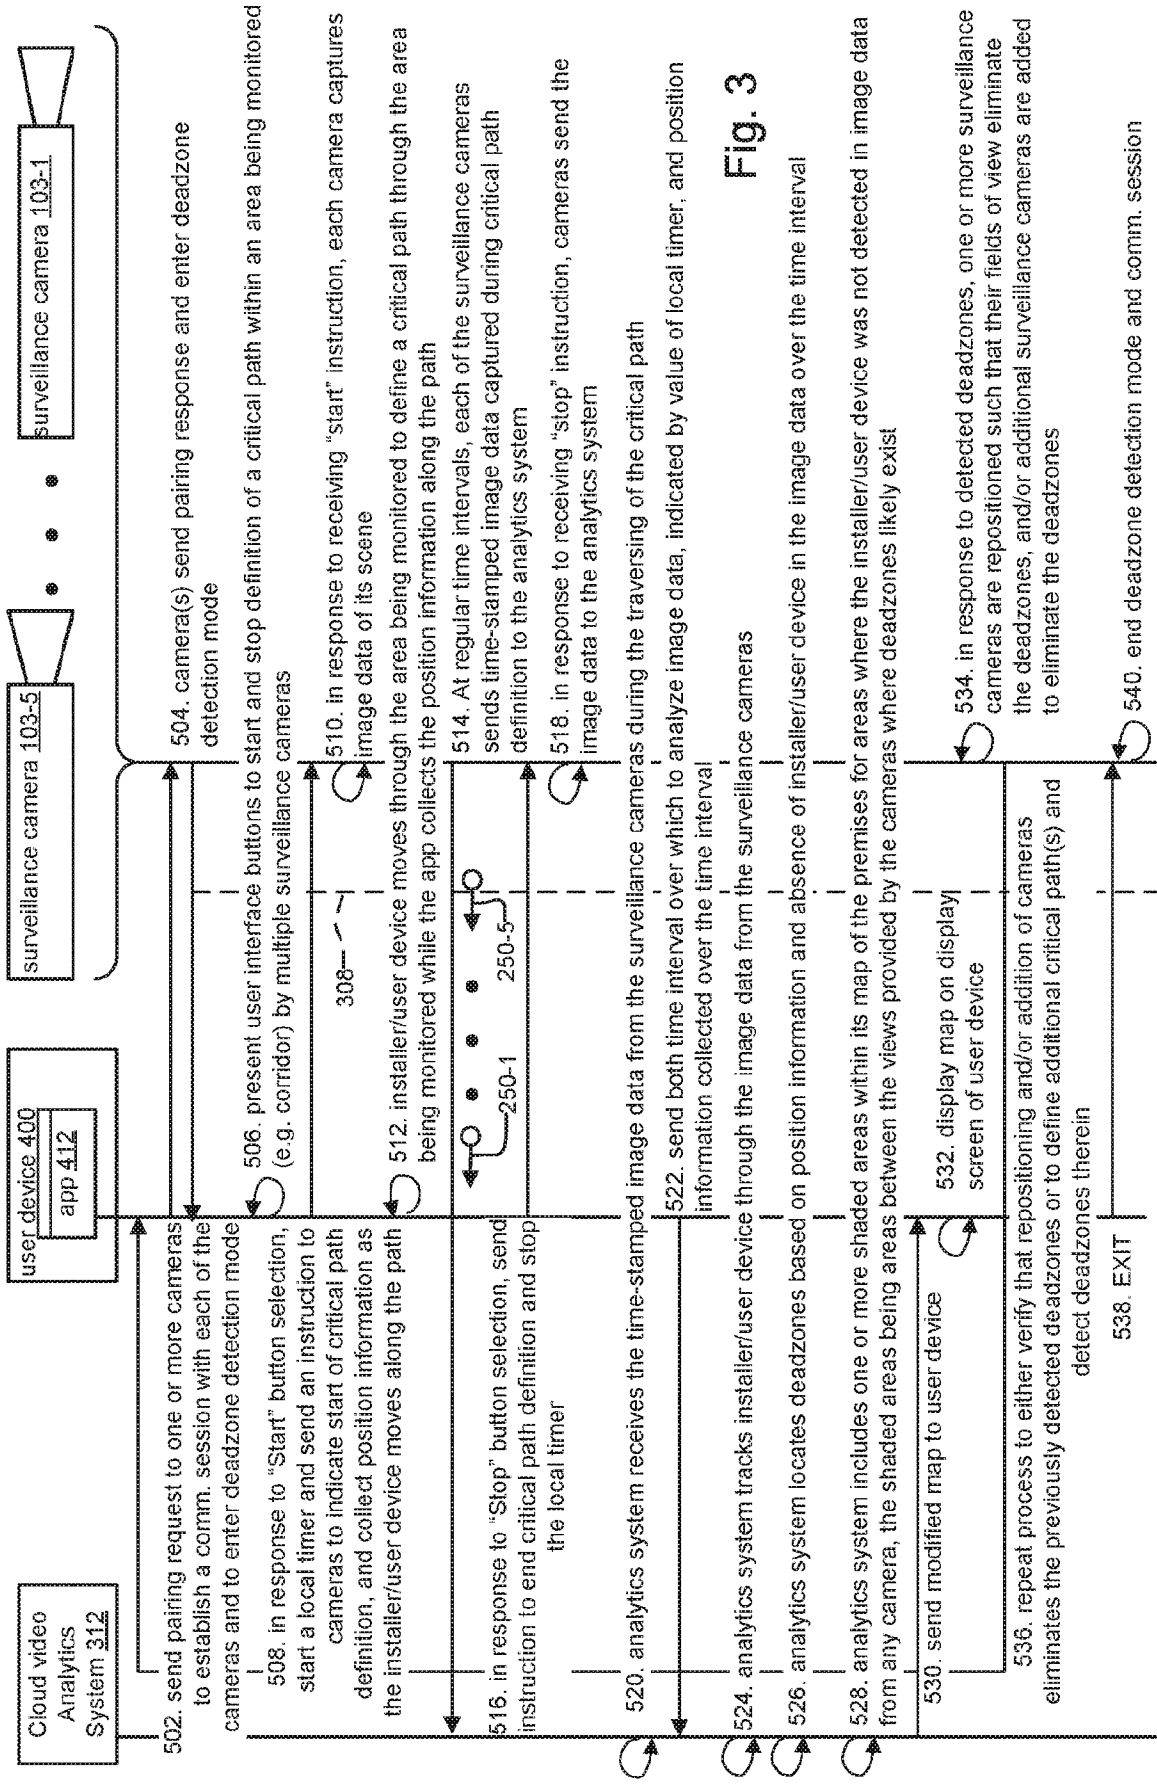 Cloud video
Analytics
System 312
user device 400
app 412
surveillance camera 103-5
surveillance camera 103-1
502. send pairing request to one or more cameras
to establish a comm. session with each of the
cameras and to enter deadzone detection mode
504. camera(s) send pairing response and enter deadzone
detection mode
506. present user interface buttons to start and stop definition of a critical path within an area being monitored
(e.g. corridor) by multiple surveillance cameras
508. in response to “Start” button selection,
start a local timer and send an instruction to
cameras to indicate start of critical path
definition, and collect position information as
the installer/user device moves along the path
308
510. in response to receiving “start” instruction, each camera captures
image data of its scene
512. installer/user device moves through the area being monitored to define a critical path through the area
being monitored while the app collects the position information along the path
514. At regular time intervals, each of the surveillance cameras
sends time-stamped image data captured during critical path
definition to the analytics system
250-1
250-5
516. in response to “Stop” button selection, send
instruction to end critical path definition and stop
the local timer
518. in response to receiving “stop” instruction, cameras send the
image data to the analytics system
520. analytics system receives the time-stamped image data from the surveillance cameras during the traversing of the critical path
522. send both time interval over which to analyze image data, indicated by value of local timer, and position
information collected over the time interval
524. analytics system tracks installer/user device through the image data from the surveillance cameras
Fig. 3
526. analytics system locates deadzones based on position information and absence of installer/user device in the image data over the time interval
528. analytics system includes one or more shaded areas within its map of the premises for areas where the installer/user device was not detected in image data
from any camera, the shaded areas being areas between the views provided by the cameras where deadzones likely exist
530. send modified map to user device
532. display map on display
screen of user device
534. in response to detected deadzones, one or more surveillance
cameras are repositioned such that their fields of view eliminate
the deadzones, and/or additional surveillance cameras are added
to eliminate the deadzones
536. repeat process to either verify that repositioning and/or addition of cameras
eliminates the previously detected deadzones or to define additional critical path(s) and
detect deadzones therein
538. EXIT
540. end deadzone detection mode and comm. session